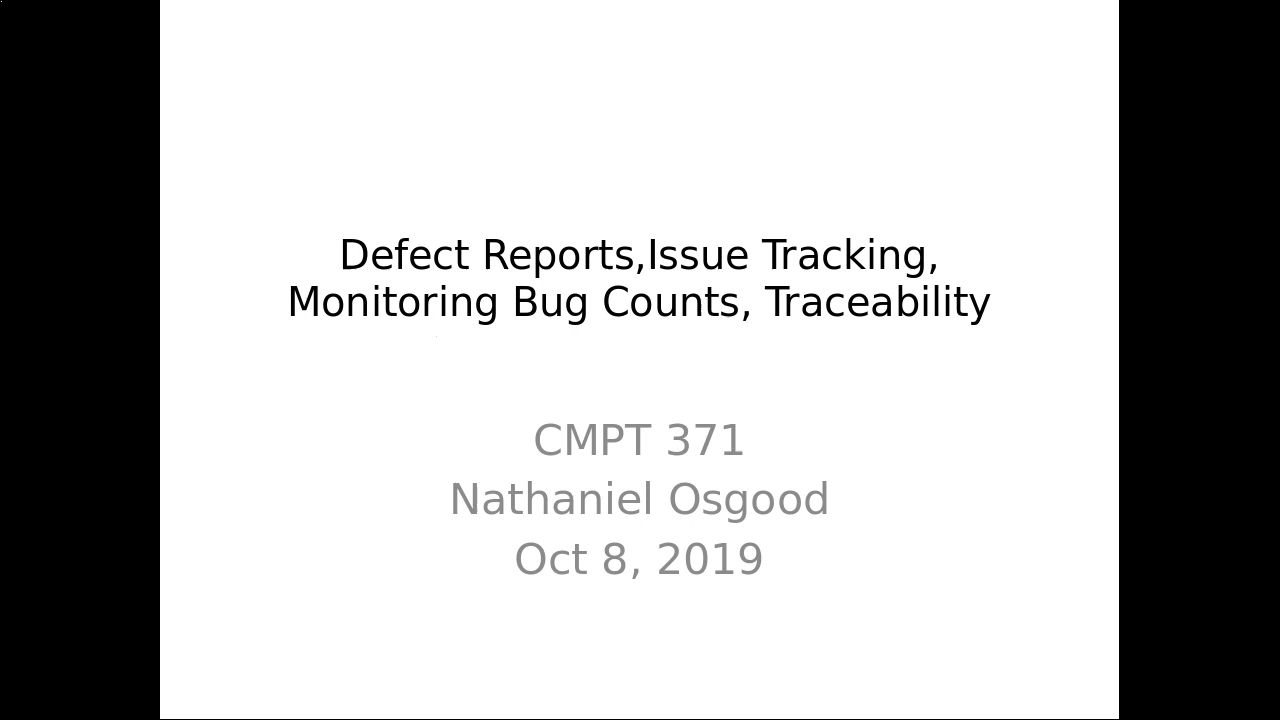 Defect Reports,Issue Tracking,
Monitoring Bug Counts, Traceability
CMPT 371
Nathaniel Osgood
Oct 8, 2019